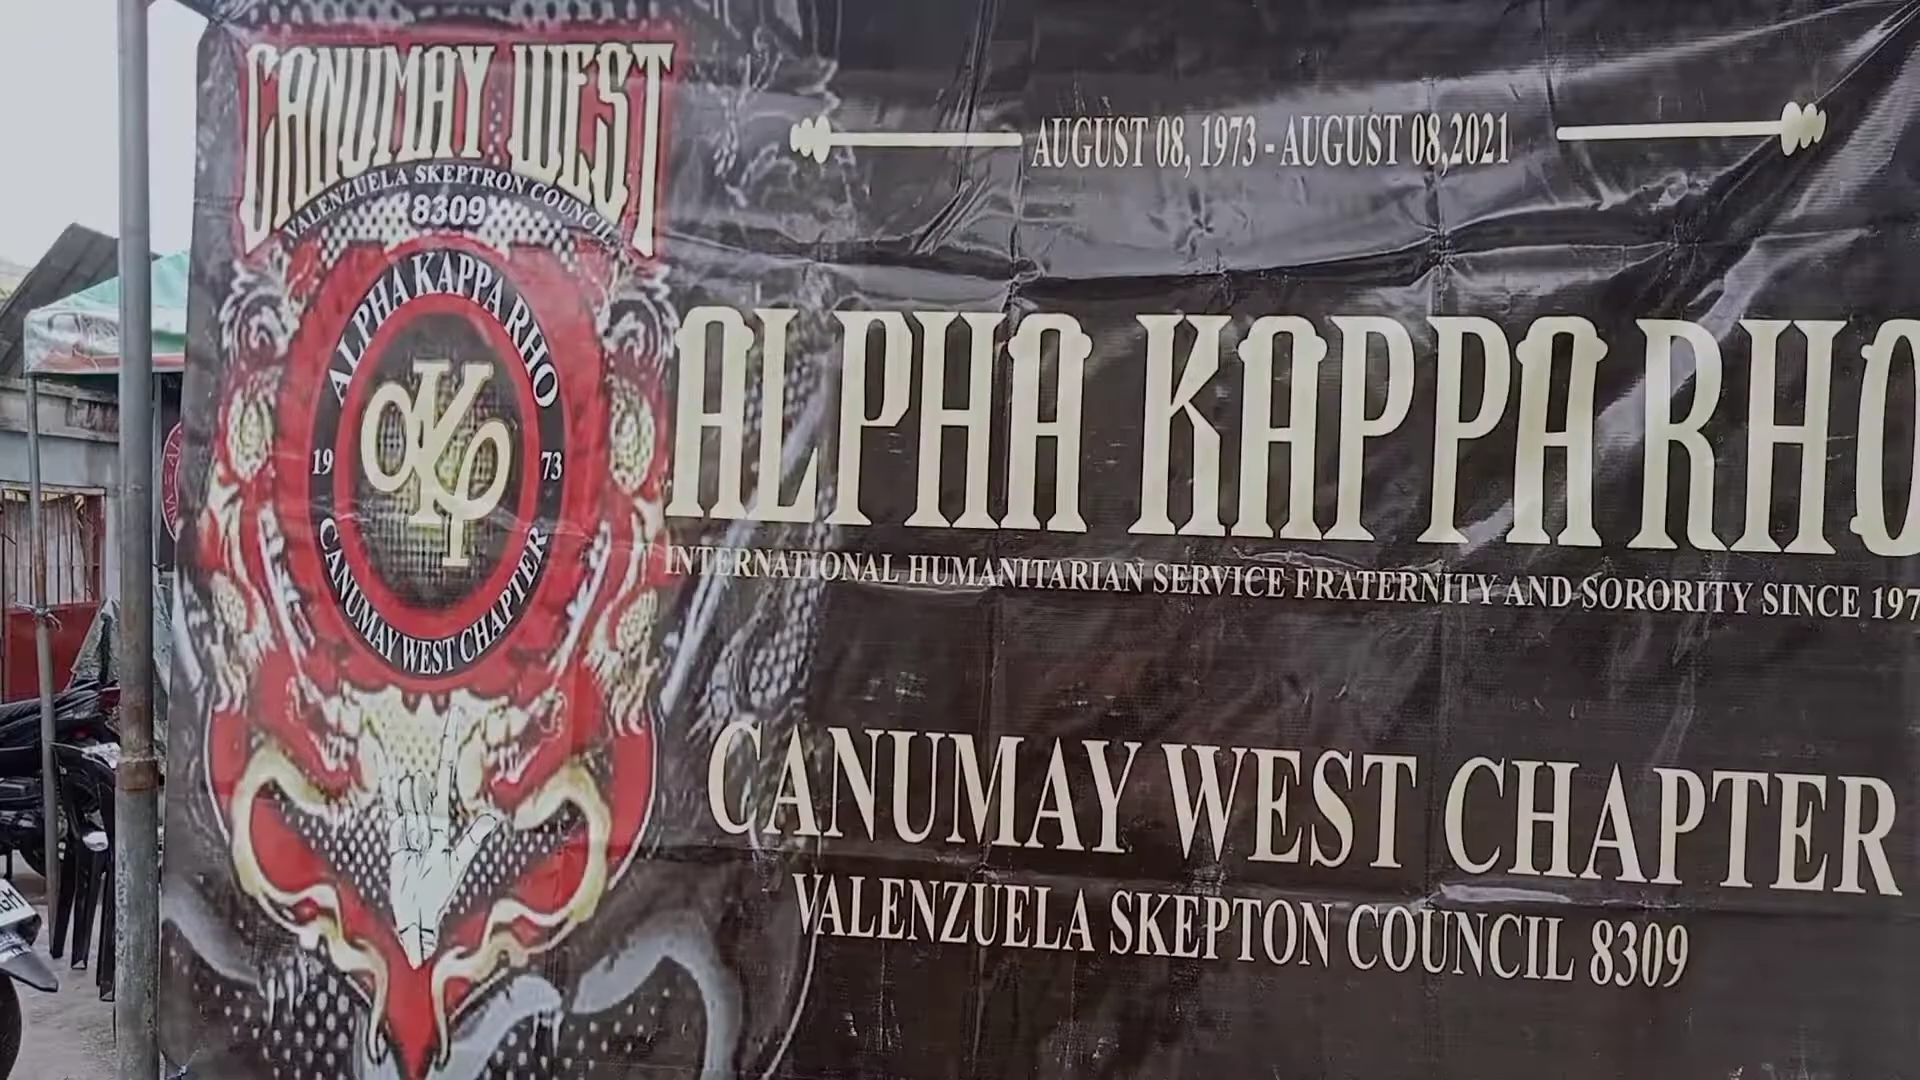 CANUMAY WEST
VALENZUELA SKEPTRON COUNCIL
8309
ALPHA KAPPA RHO
19 73
CANUMAY WEST CHAPTER
AUGUST 08, 1973 - AUGUST 08,2021
ALPHA KAPPA RHO
INTERNATIONAL HUMANITARIAN SERVICE FRATERNITY AND SORORITY SINCE 197
CANUMAY WEST CHAPTER
VALENZUELA SKEPTON COUNCIL 8309